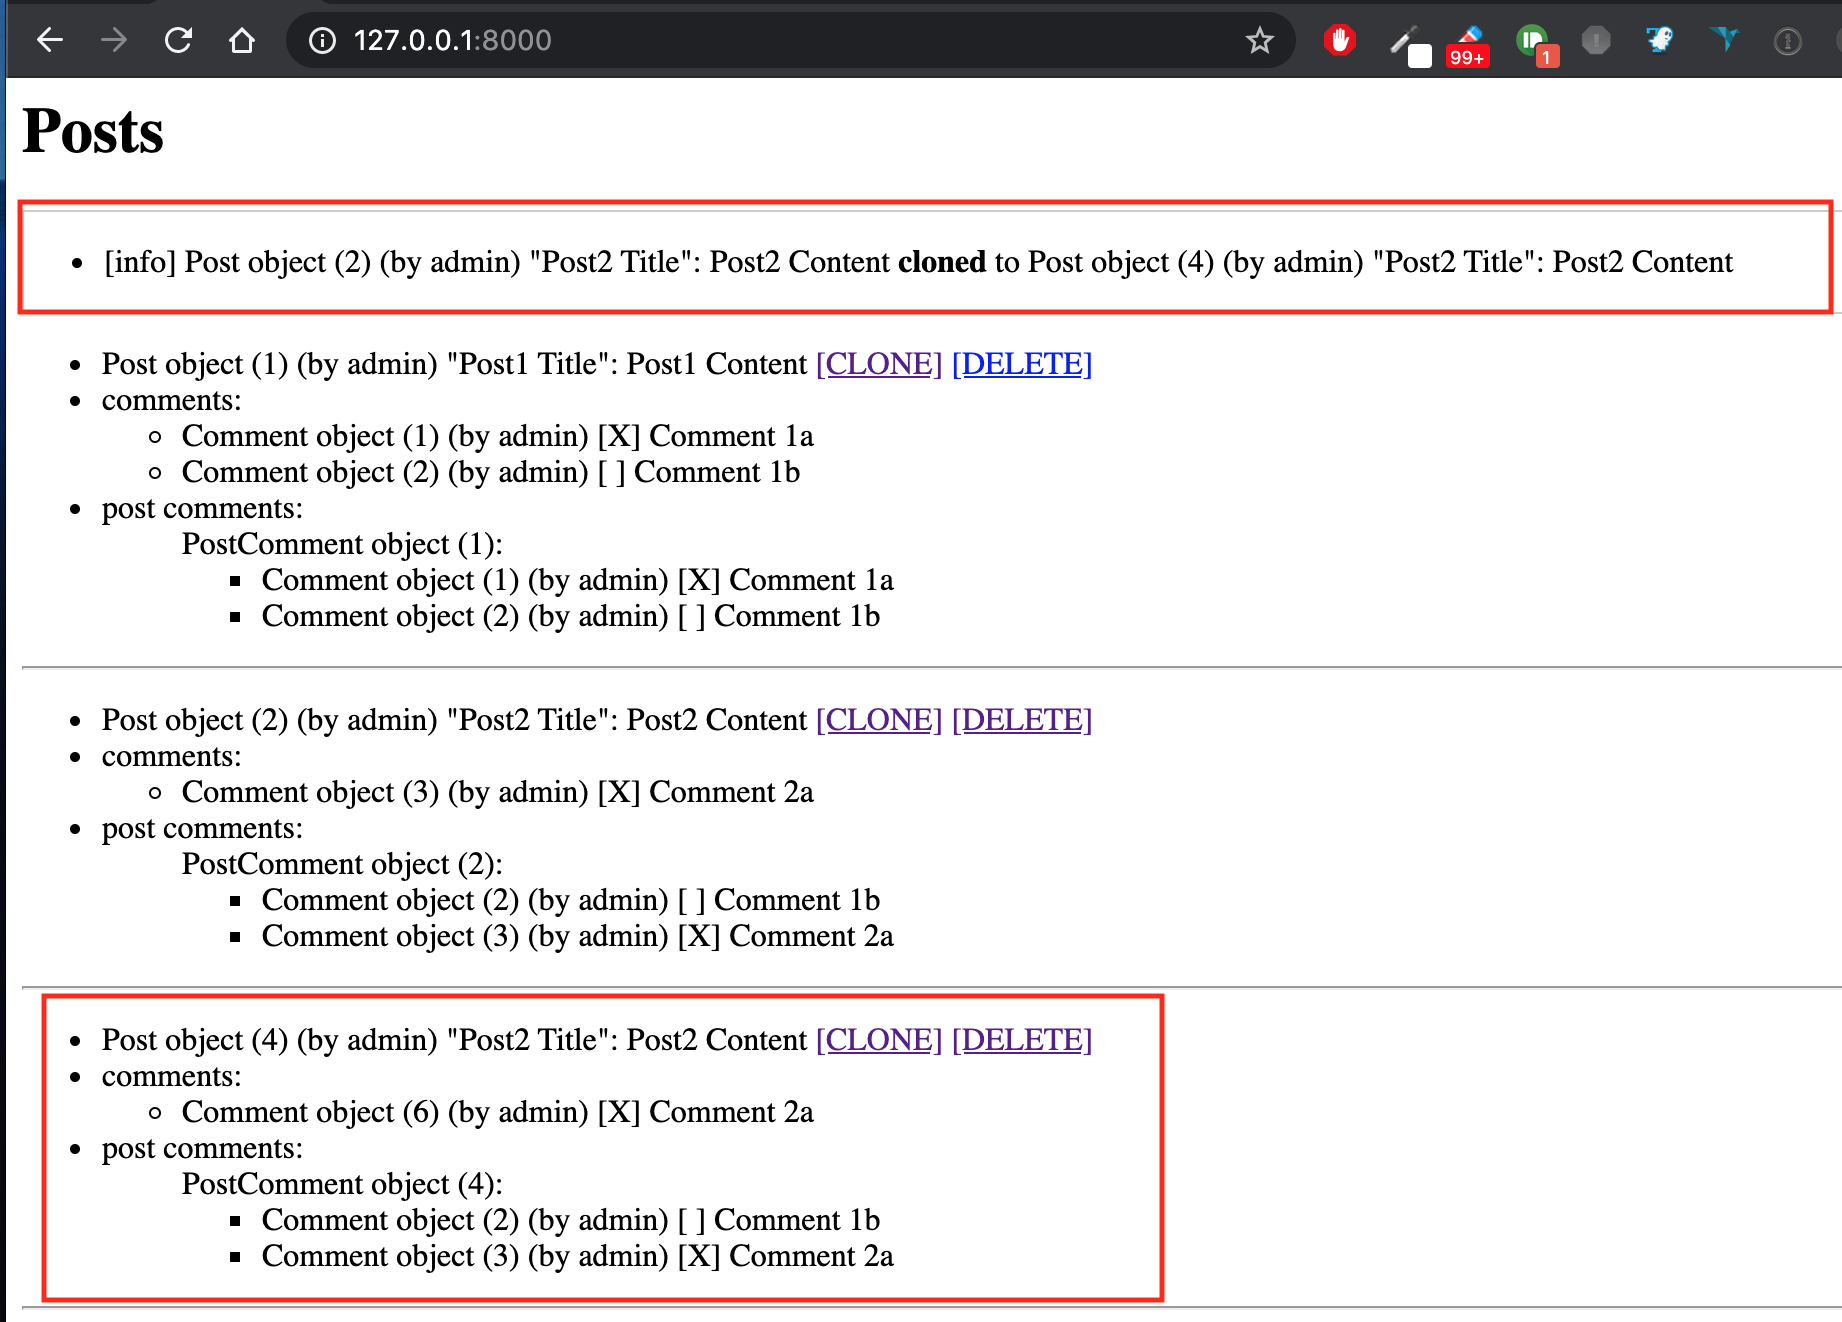 127.0.0.1:8000
99+
1
Posts
[info] Post object (2) (by admin) "Post2 Title": Post2 Content cloned to Post object (4) (by admin) "Post2 Title": Post2 Content
Post object (1) (by admin) "Post1 Title": Post1 Content [CLONE] [DELETE]
comments:
Comment object (1) (by admin) [X] Comment 1a
Comment object (2) (by admin) [ ] Comment 1b
post comments:
PostComment object (1):
Comment object (1) (by admin) [X] Comment 1a
Comment object (2) (by admin) [ ] Comment 1b
Post object (2) (by admin) "Post2 Title": Post2 Content [CLONE] [DELETE]
comments:
Comment object (3) (by admin) [X] Comment 2a
post comments:
PostComment object (2):
Comment object (2) (by admin) [ ] Comment 1b
Comment object (3) (by admin) [X] Comment 2a
Post object (4) (by admin) "Post2 Title": Post2 Content [CLONE] [DELETE]
comments:
Comment object (6) (by admin) [X] Comment 2a
post comments:
PostComment object (4):
Comment object (2) (by admin) [ ] Comment 1b
Comment object (3) (by admin) [X] Comment 2a